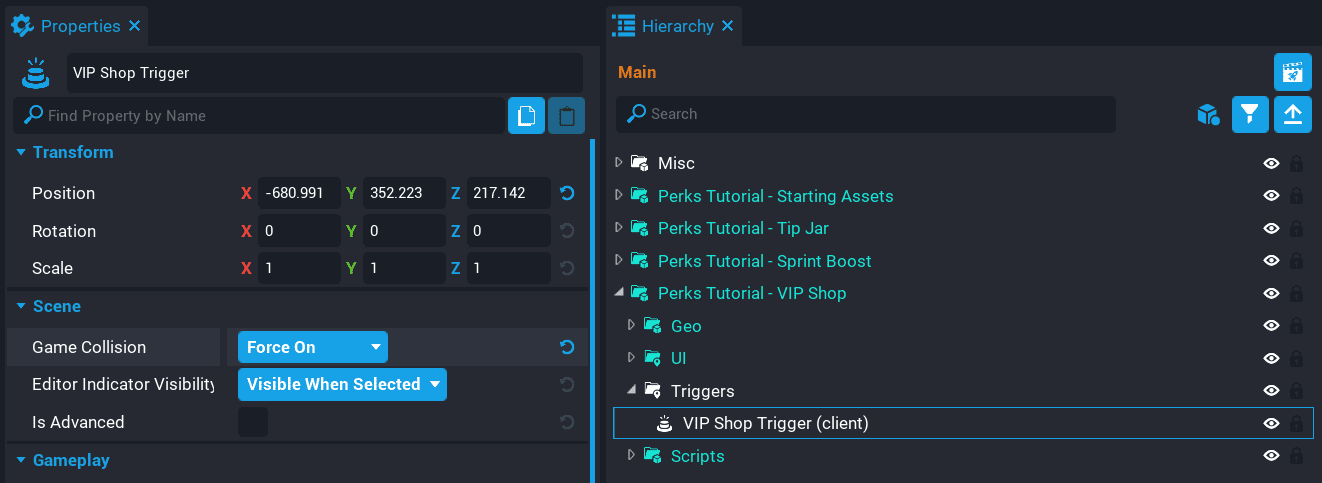 Properties
VIP Shop Trigger
Find Property by Name
Transform
Position X -680.991 Y 352.223 Z 217.142
Rotation X 0 Y 0 Z 0
Scale X 1 Y 1 Z 1
Scene
Game Collision Force On
Editor Indicator Visibility Visible When Selected
Is Advanced
Gameplay
Hierarchy
Main
Search
Misc
Perks Tutorial - Starting Assets
Perks Tutorial - Tip Jar
Perks Tutorial - Sprint Boost
Perks Tutorial - VIP Shop
Geo
UI
Triggers
VIP Shop Trigger (client)
Scripts